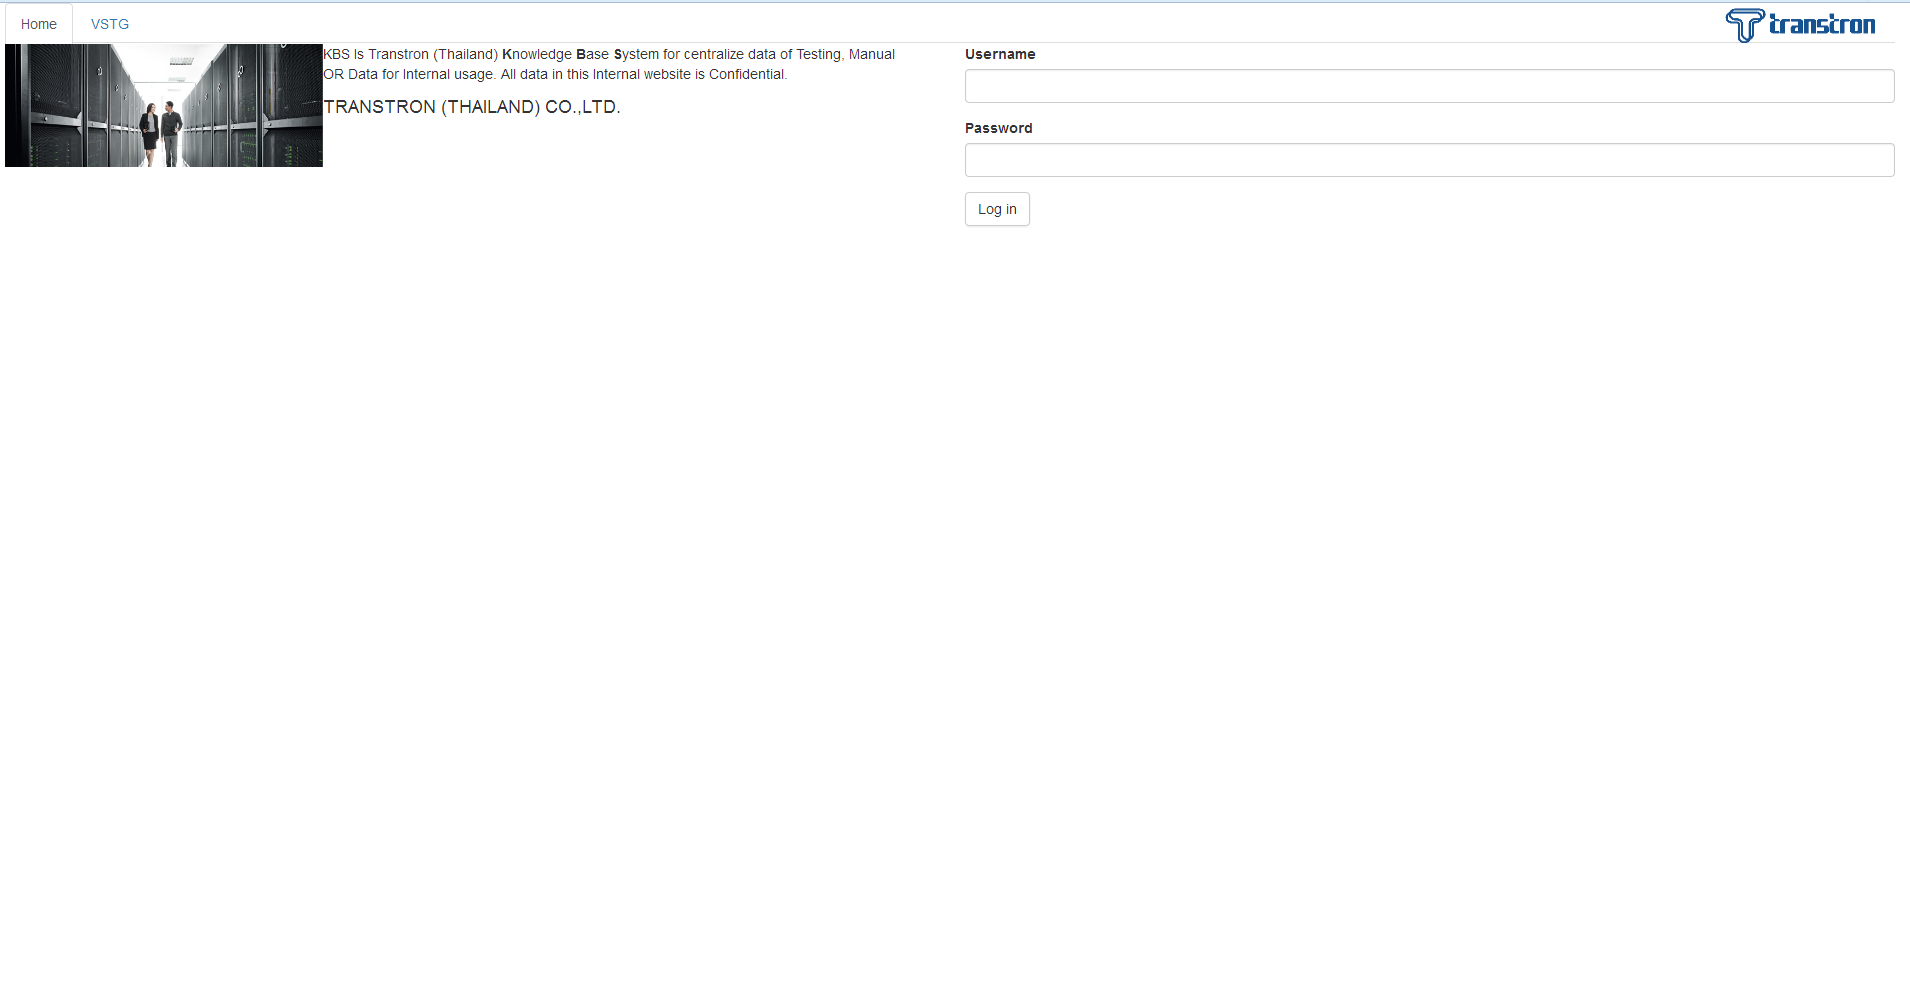 Home
VSTG
transtron
KBS Is Transtron (Thailand) Knowledge Base System for centralize data of Testing, Manual
OR Data for Internal usage. All data in this Internal website is Confidential.
TRANSTRON (THAILAND) CO.,LTD.
Username
Password
Log in